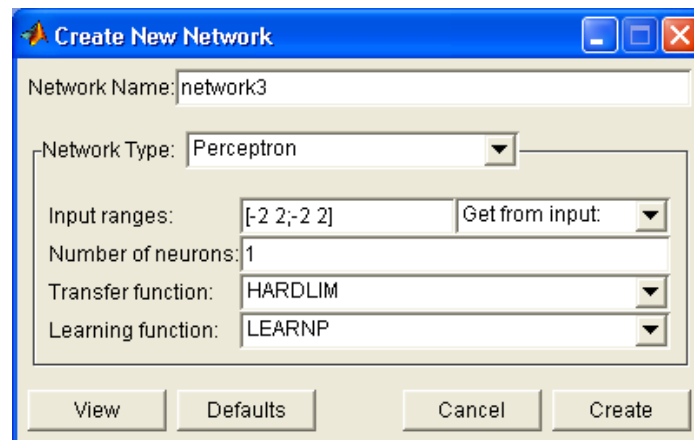 Create New Network
Network Name: network3
Network Type: Perceptron
Input ranges: [-2 2;-2 2] Get from input:
Number of neurons: 1
Transfer function: HARDLIM
Learning function: LEARNP
View Defaults Cancel Create